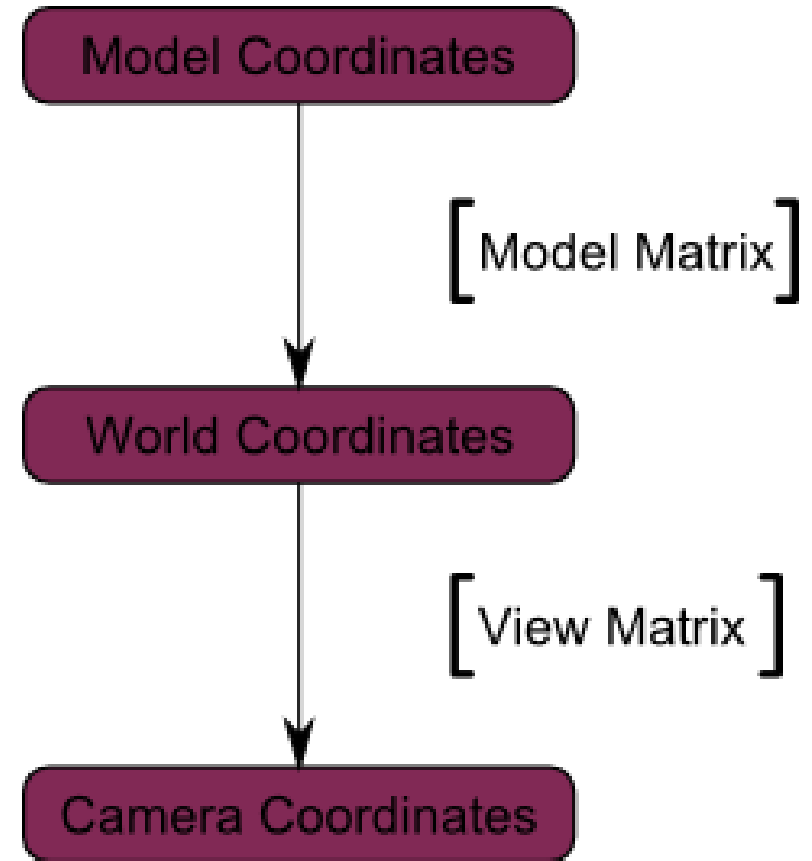 Model Coordinates
[Model Matrix]
World Coordinates
[View Matrix]
Camera Coordinates